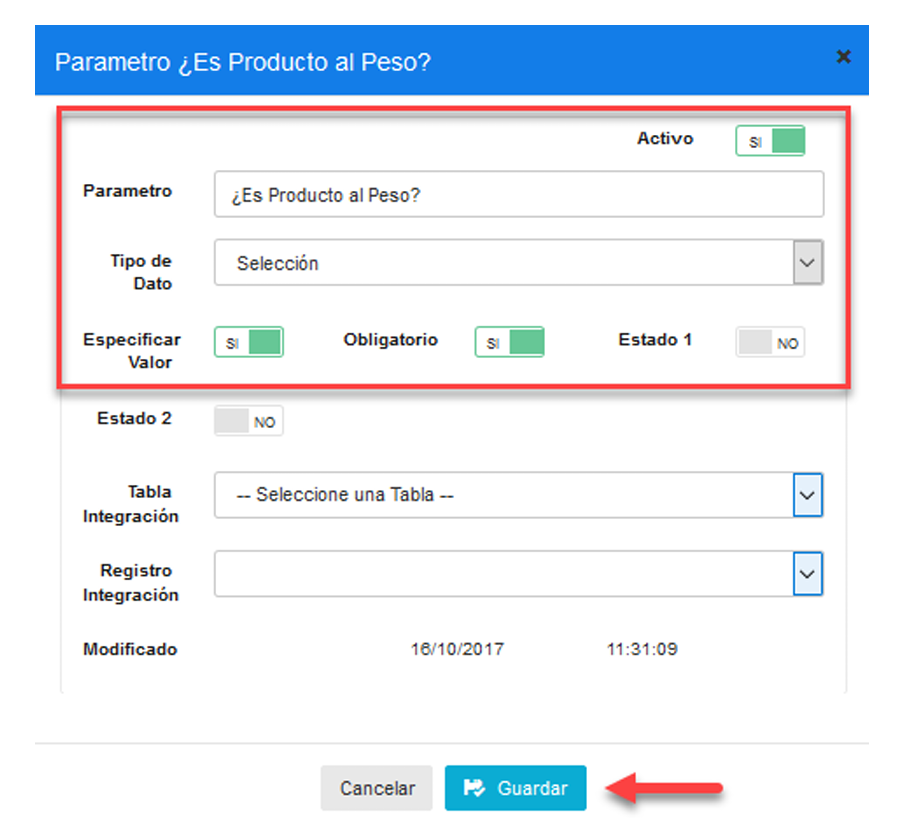 Parametro ¿Es Producto al Peso?
Activo SI
Parametro ¿Es Producto al Peso?
Tipo de Dato Selección
Especificar Valor SI Obligatorio SI Estado 1 NO
Estado 2 NO
Tabla Integración -- Seleccione una Tabla --
Registro Integración
Modificado 16/10/2017 11:31:09
Cancelar Guardar